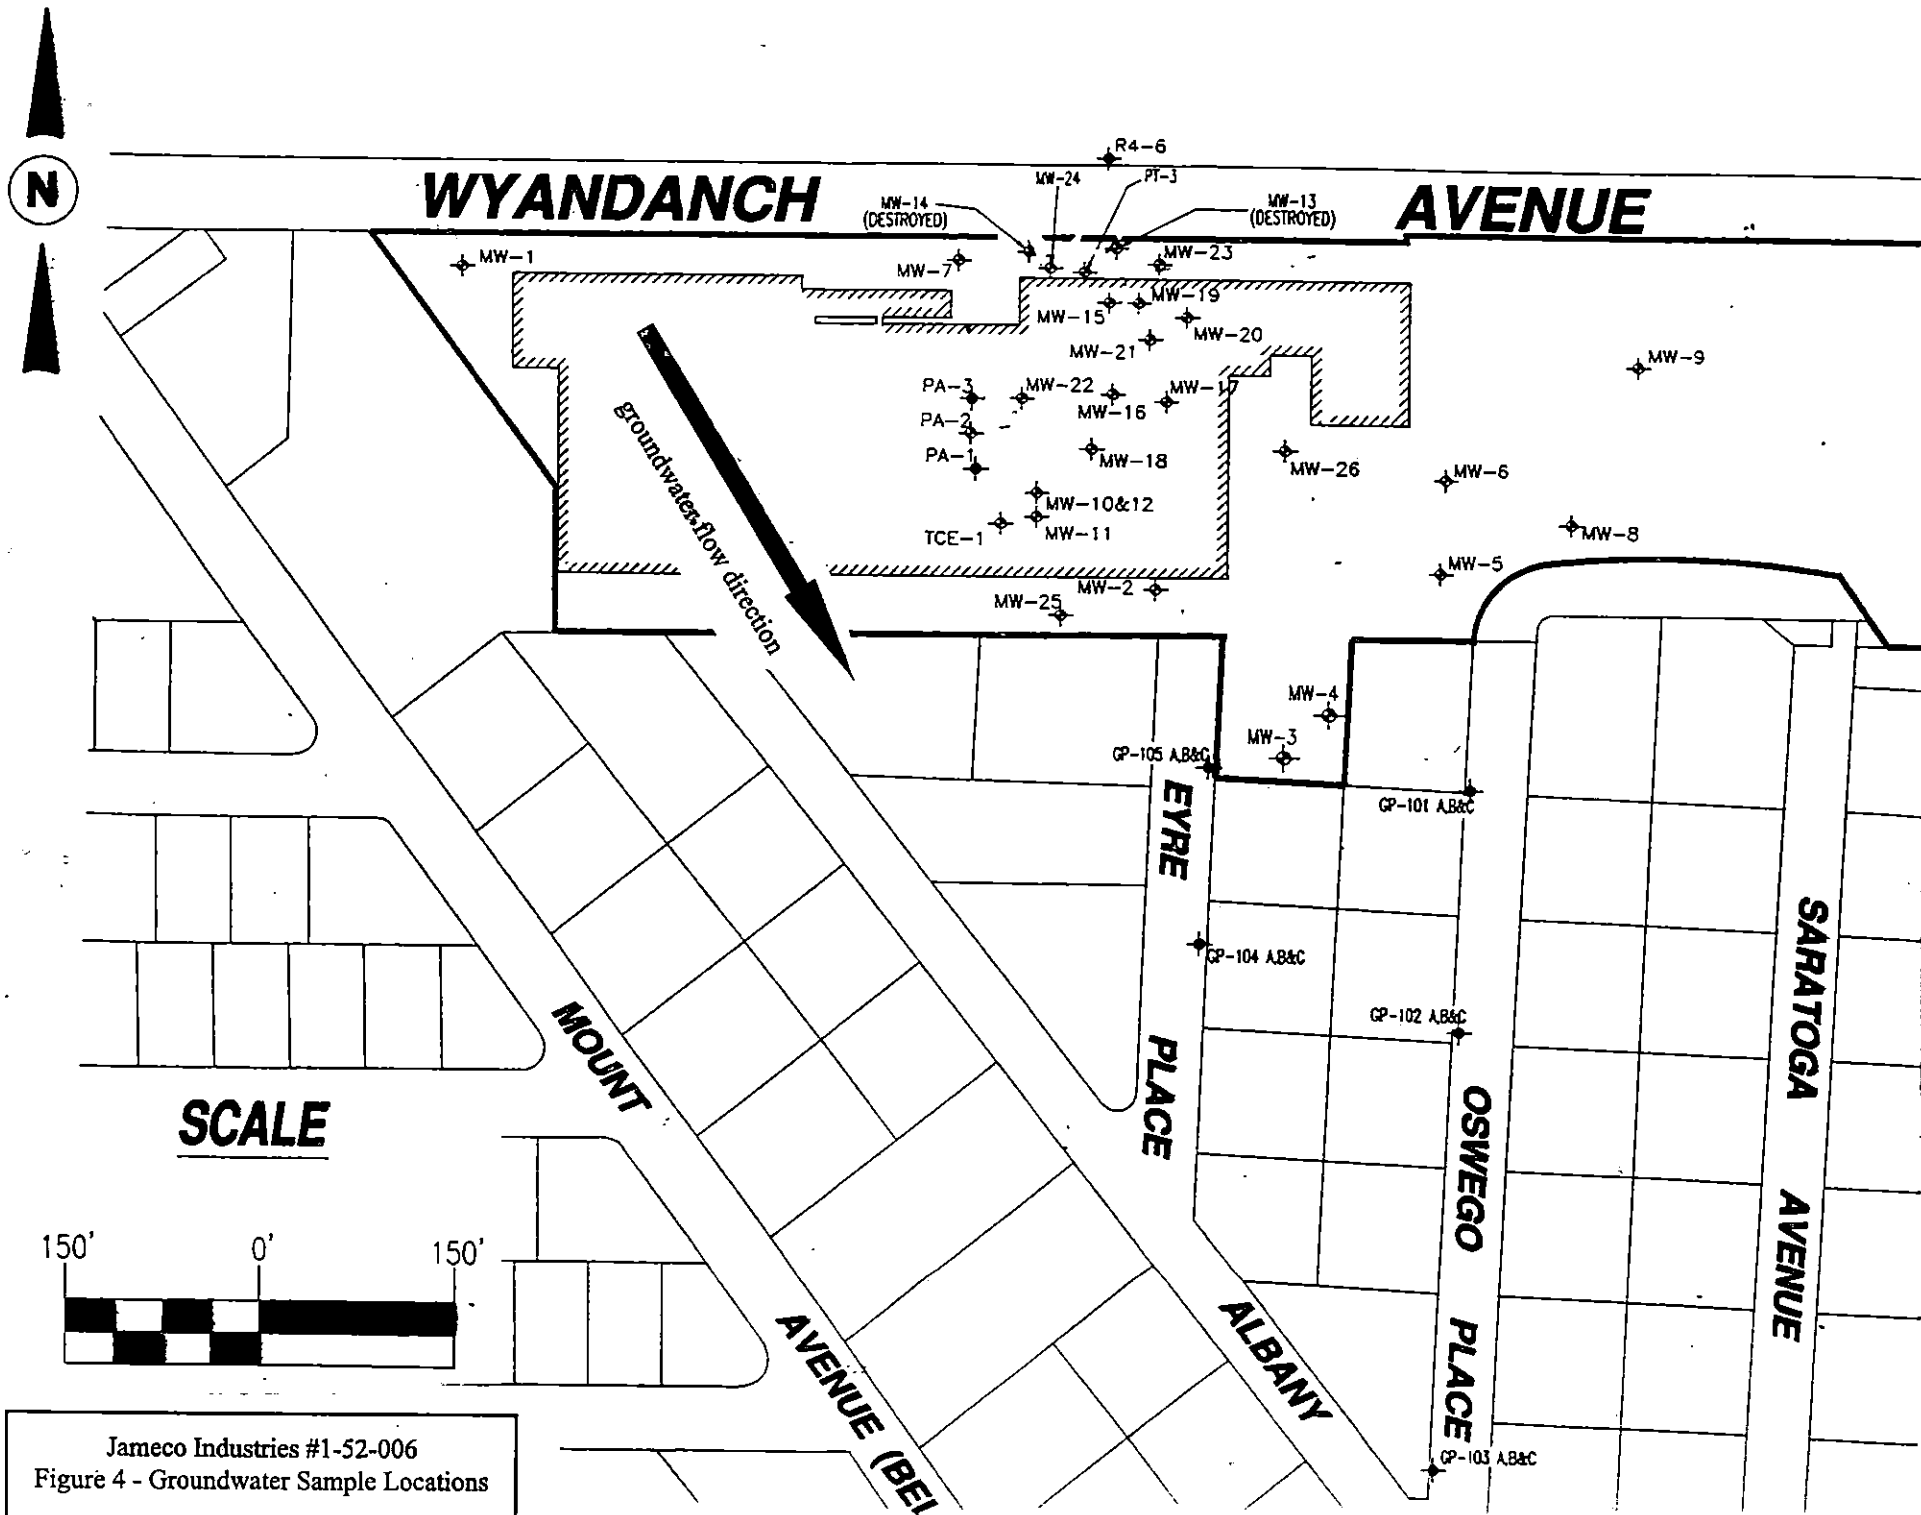 N
R4-6
WYANDANCH AVENUE
MW-24
PT-3
MW-14
(DESTROYED)
MW-13
(DESTROYED)
MW-1
MW-7
MW-23
MW-15
MW-19
MW-20
MW-21
MW-9
PA-3
MW-22
MW-17
MW-16
PA-2
PA-1
MW-18
MW-26
MW-6
MW-10&12
TCE-1
MW-11
MW-8
MW-5
MW-2
MW-25
groundwater flow direction
MW-4
MW-3
GP-105 A,B&C
GP-101 A,B&C
EYRE
PLACE
GP-104 A,B&C
GP-102 A,B&C
SARATOGA
AVENUE
OSWEGO
PLACE
MOUNT
AVENUE (BEL
ALBANY
GP-103 A,B&C
SCALE
150' 0' 150'
Jameco Industries #1-52-006
Figure 4 - Groundwater Sample Locations